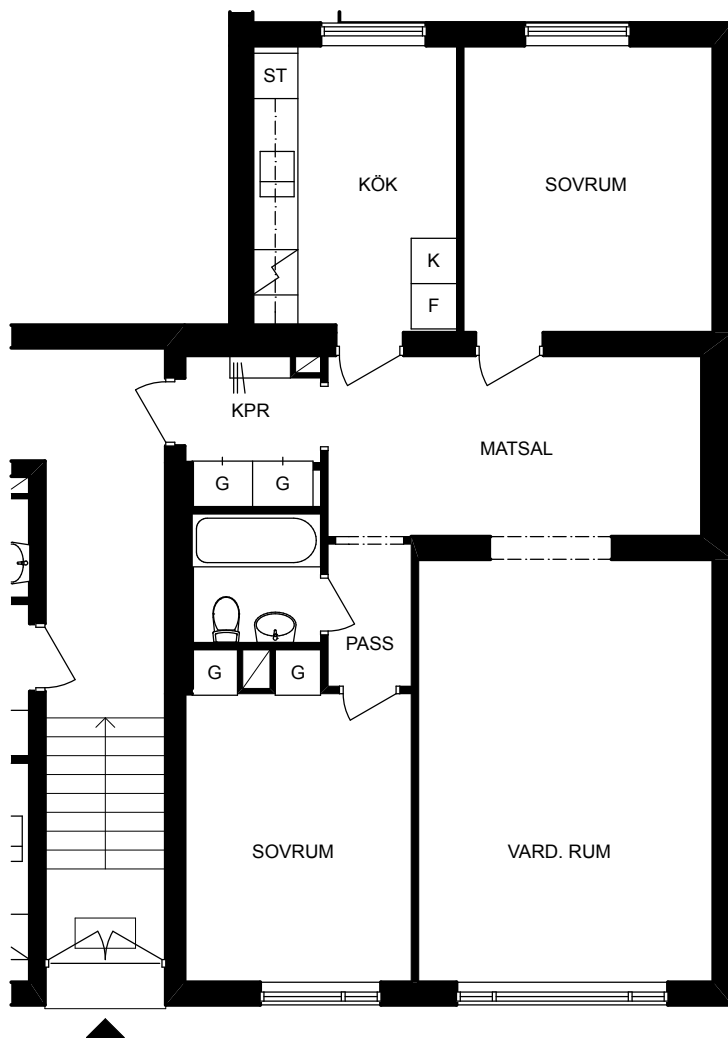 ST
KÖK
SOVRUM
K
F
KPR
MATSAL
G G
PASS
G G
SOVRUM
VARD. RUM